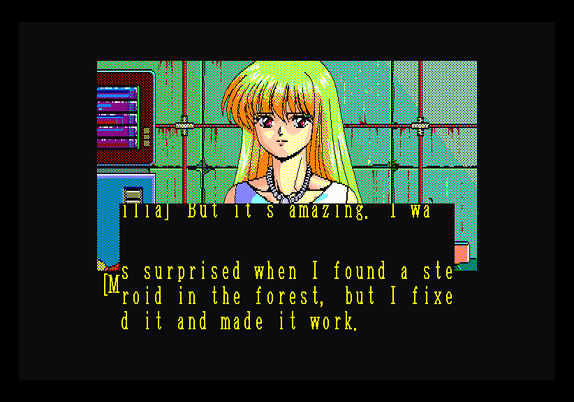 ilia] But it's amazing. I wa
s surprised when I found a ste
[M
roid in the forest, but I fixe
d it and made it work.